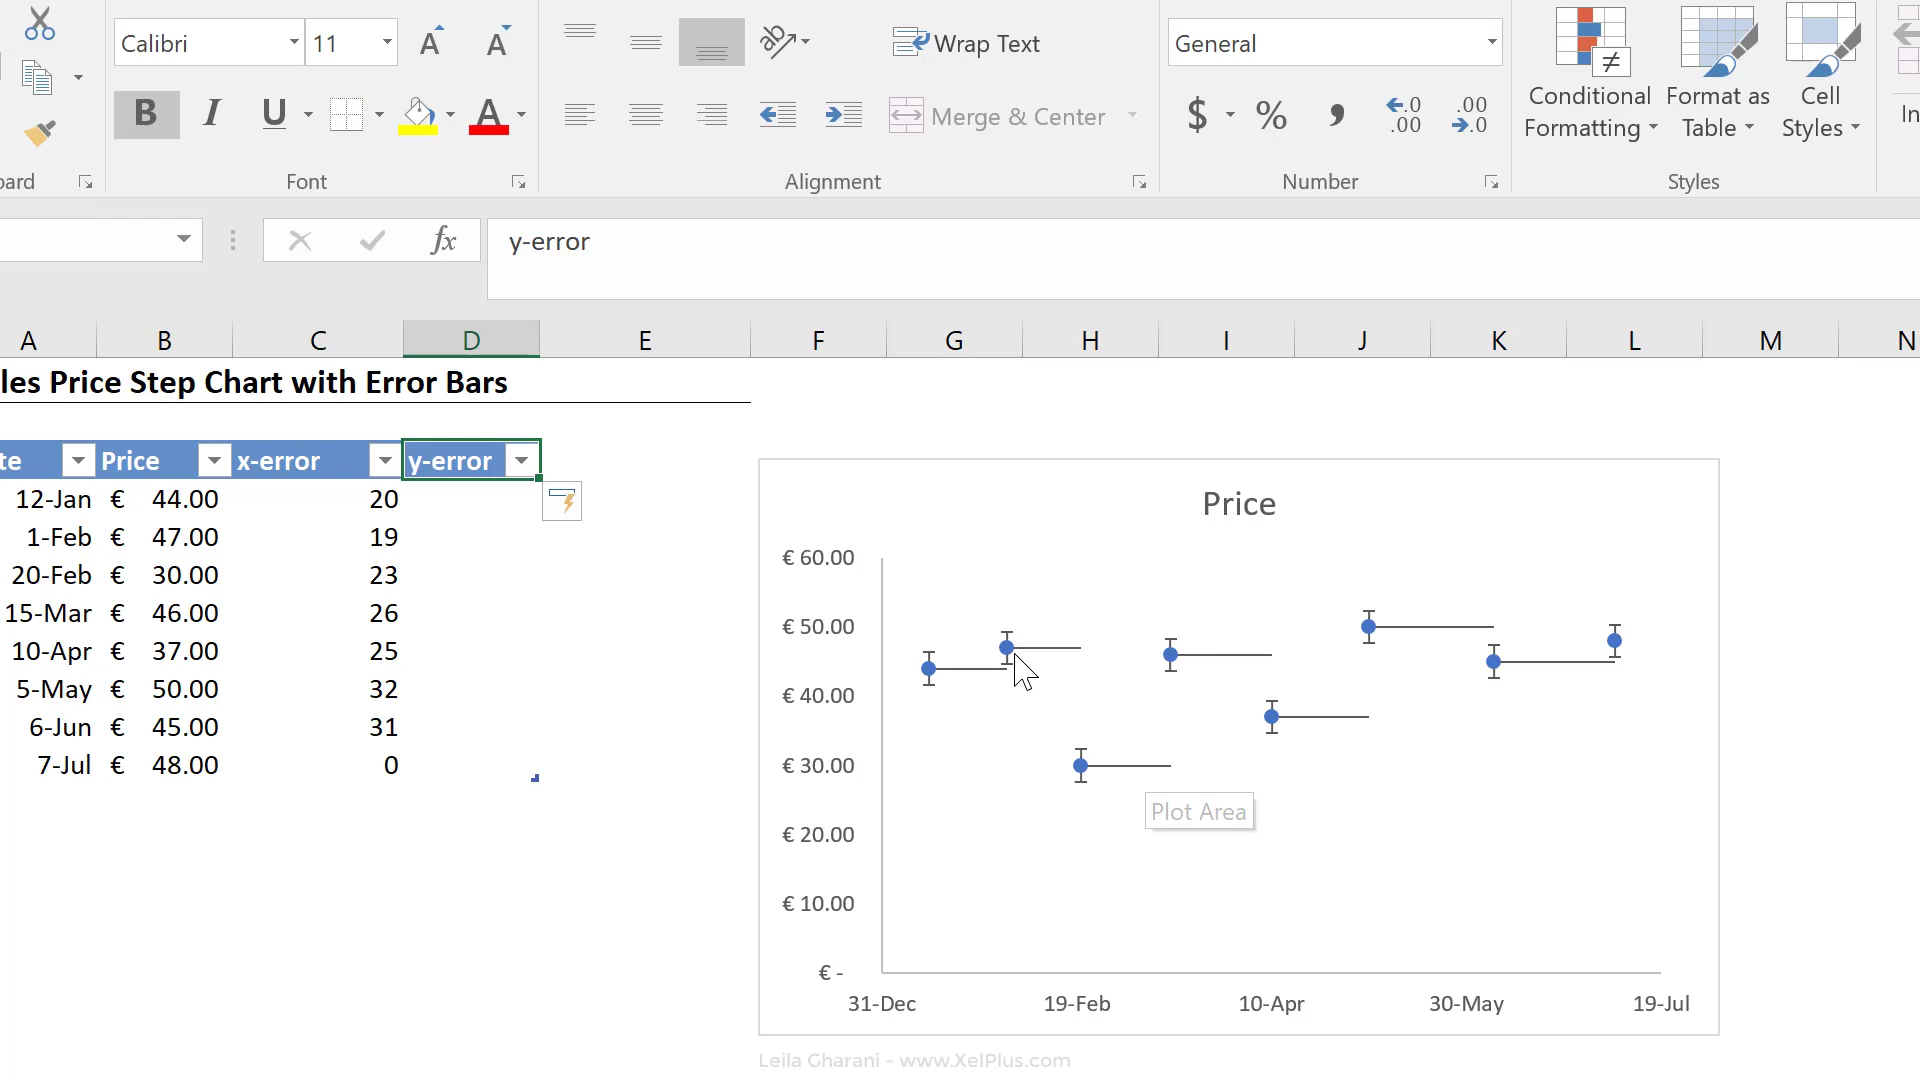 Calibri 11 A A ab Wrap Text General
B I U A Merge & Center $ % , .0 .00 .00 .0
Conditional Formatting Format as Table Cell Styles In
oard Font Alignment Number Styles
fx y-error
A B C D E F G H I J K L M N
les Price Step Chart with Error Bars
te Price x-error y-error
12-Jan € 44.00 20
1-Feb € 47.00 19
20-Feb € 30.00 23
15-Mar € 46.00 26
10-Apr € 37.00 25
5-May € 50.00 32
6-Jun € 45.00 31
7-Jul € 48.00 0
Price
€ 60.00
€ 50.00
€ 40.00
€ 30.00
Plot Area
€ 20.00
€ 10.00
€ -
31-Dec 19-Feb 10-Apr 30-May 19-Jul
Leila Gharani - www.XelPlus.com